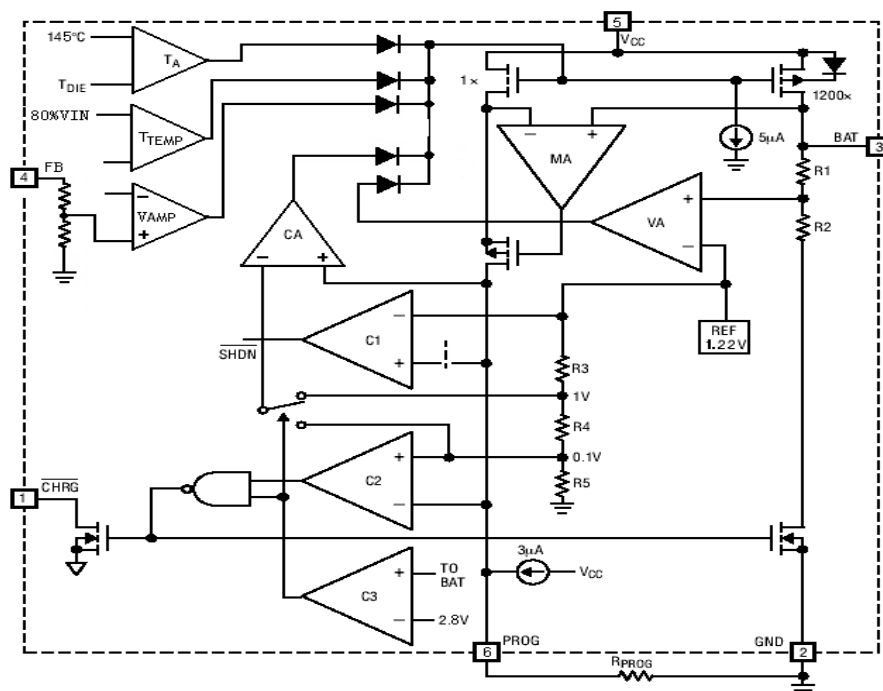 145°C
TA
TDIE
80%VIN
TTEMP
4
FB
VAMP
5
VCC
1×
1200×
5μA
BAT
3
MA
R1
VA
R2
CA
REF
1.22V
C1
SHDN
R3
1V
R4
0.1V
R5
C2
CHRG
1
3μA
VCC
C3
TO
BAT
2.8V
PROG
6
GND
2
RPROG